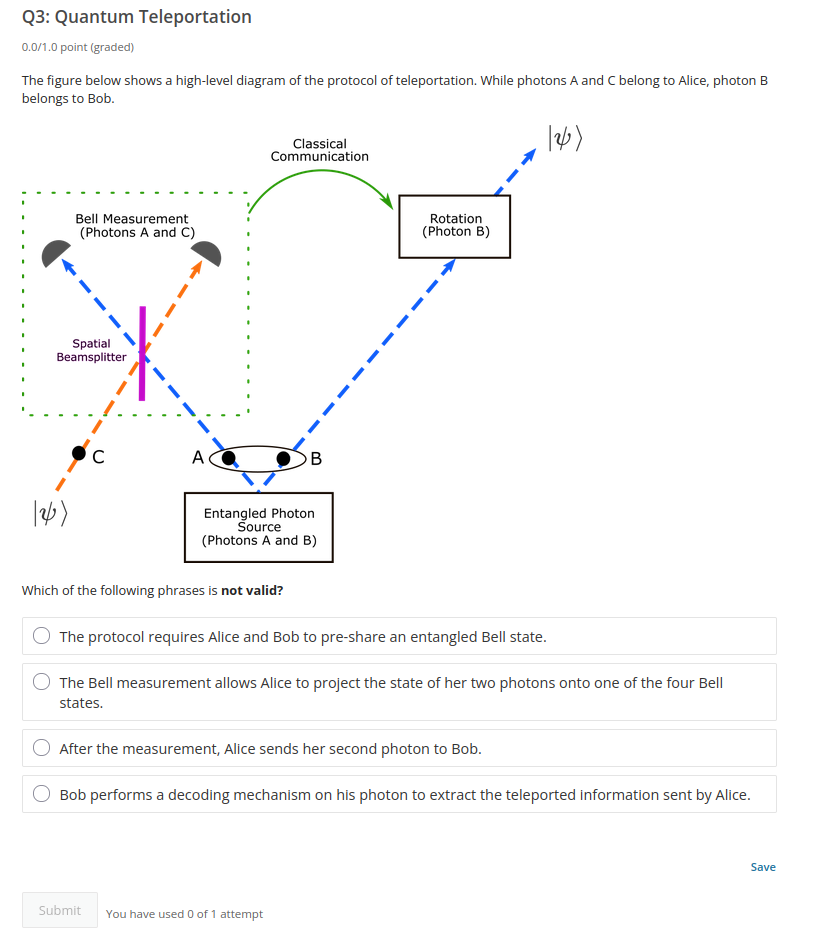 Q3: Quantum Teleportation
0.0/1.0 point (graded)
The figure below shows a high-level diagram of the protocol of teleportation. While photons A and C belong to Alice, photon B
belongs to Bob.
|ψ⟩
Classical
Communication
Bell Measurement
(Photons A and C)
Rotation
(Photon B)
Spatial
Beamsplitter
C
A
B
|ψ⟩
Entangled Photon
Source
(Photons A and B)
Which of the following phrases is not valid?
The protocol requires Alice and Bob to pre-share an entangled Bell state.
The Bell measurement allows Alice to project the state of her two photons onto one of the four Bell
states.
After the measurement, Alice sends her second photon to Bob.
Bob performs a decoding mechanism on his photon to extract the teleported information sent by Alice.
Save
Submit
You have used 0 of 1 attempt